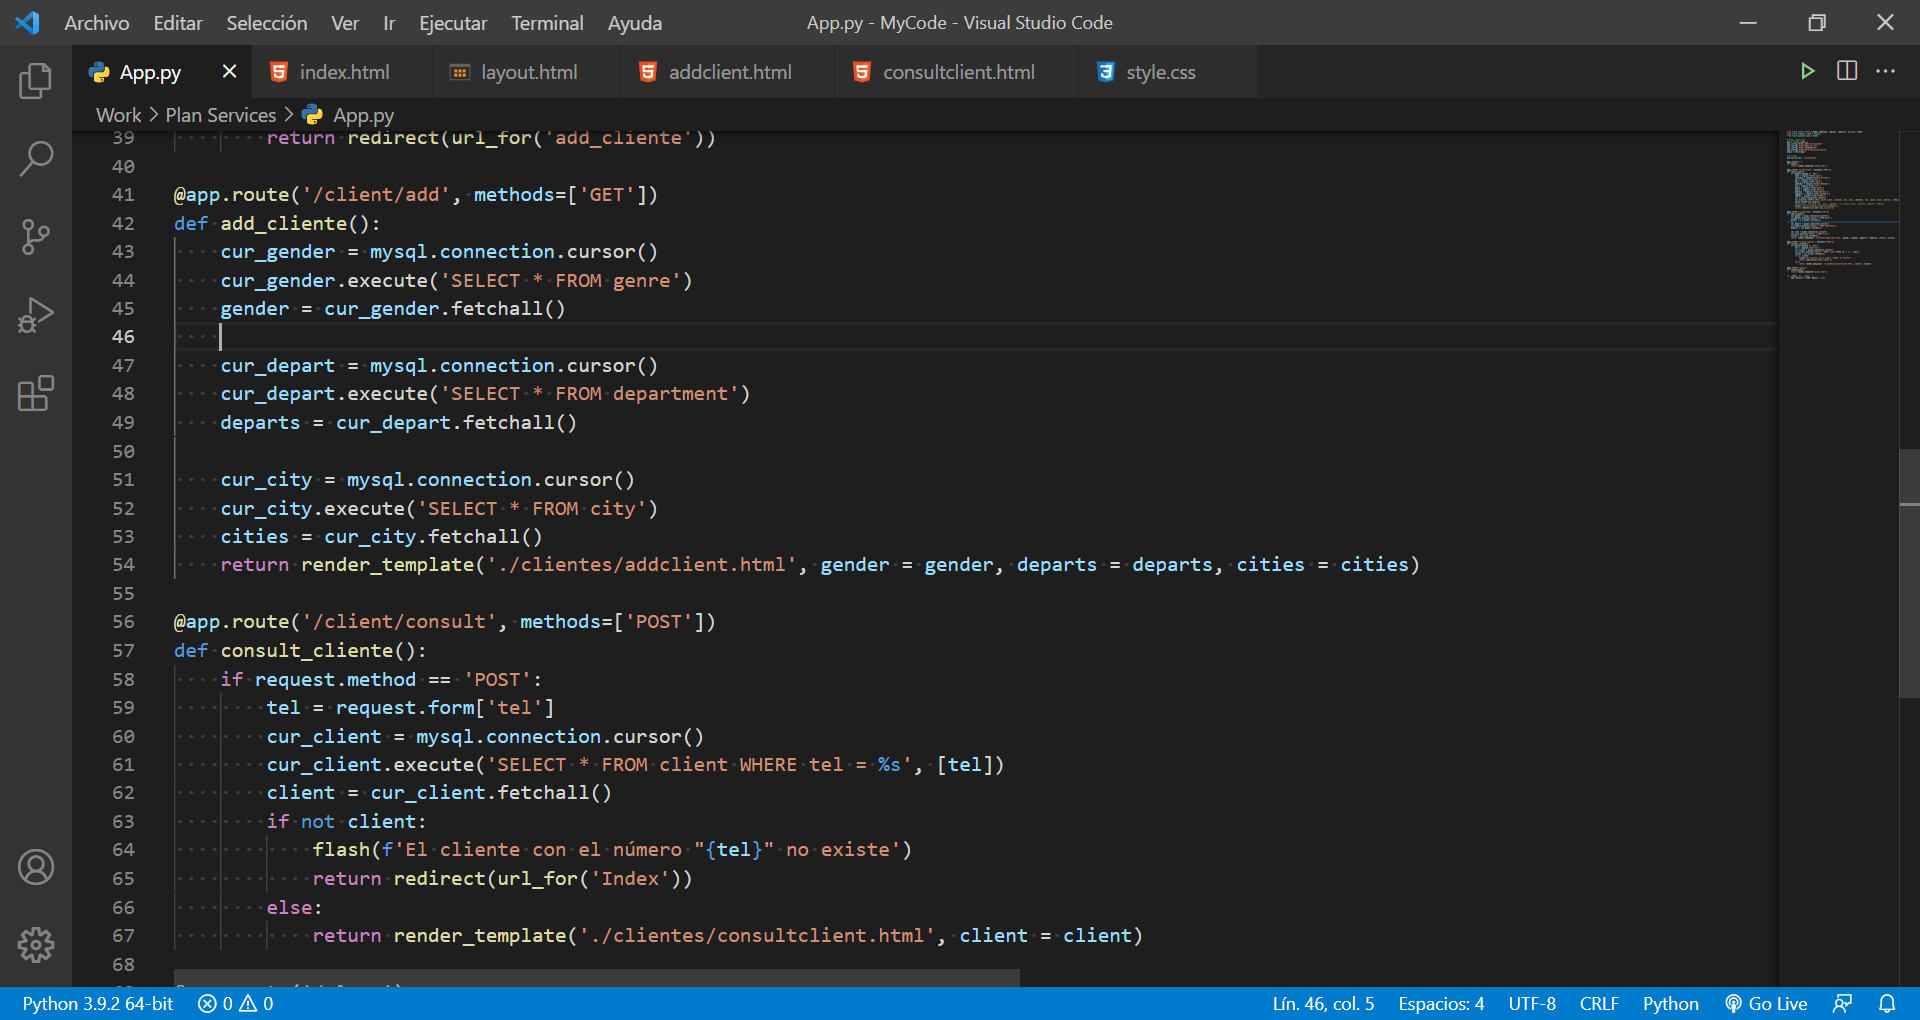 Archivo Editar Selección Ver Ir Ejecutar Terminal Ayuda App.py - MyCode - Visual Studio Code
App.py index.html layout.html addclient.html consultclient.html style.css
Work > Plan Services > App.py
39 return redirect(url_for('add_cliente'))
40
41 @app.route('/client/add', methods=['GET'])
42 def add_cliente():
43 cur_gender = mysql.connection.cursor()
44 cur_gender.execute('SELECT * FROM genre')
45 gender = cur_gender.fetchall()
46
47 cur_depart = mysql.connection.cursor()
48 cur_depart.execute('SELECT * FROM department')
49 departs = cur_depart.fetchall()
50
51 cur_city = mysql.connection.cursor()
52 cur_city.execute('SELECT * FROM city')
53 cities = cur_city.fetchall()
54 return render_template('./clientes/addclient.html', gender = gender, departs = departs, cities = cities)
55
56 @app.route('/client/consult', methods=['POST'])
57 def consult_cliente():
58 if request.method == 'POST':
59 tel = request.form['tel']
60 cur_client = mysql.connection.cursor()
61 cur_client.execute('SELECT * FROM client WHERE tel = %s', [tel])
62 client = cur_client.fetchall()
63 if not client:
64 flash(f'El cliente con el número "{tel}" no existe')
65 return redirect(url_for('Index'))
66 else:
67 return render_template('./clientes/consultclient.html', client = client)
68
Python 3.9.2 64-bit 0 0 Lín. 46, col. 5 Espacios: 4 UTF-8 CRLF Python Go Live